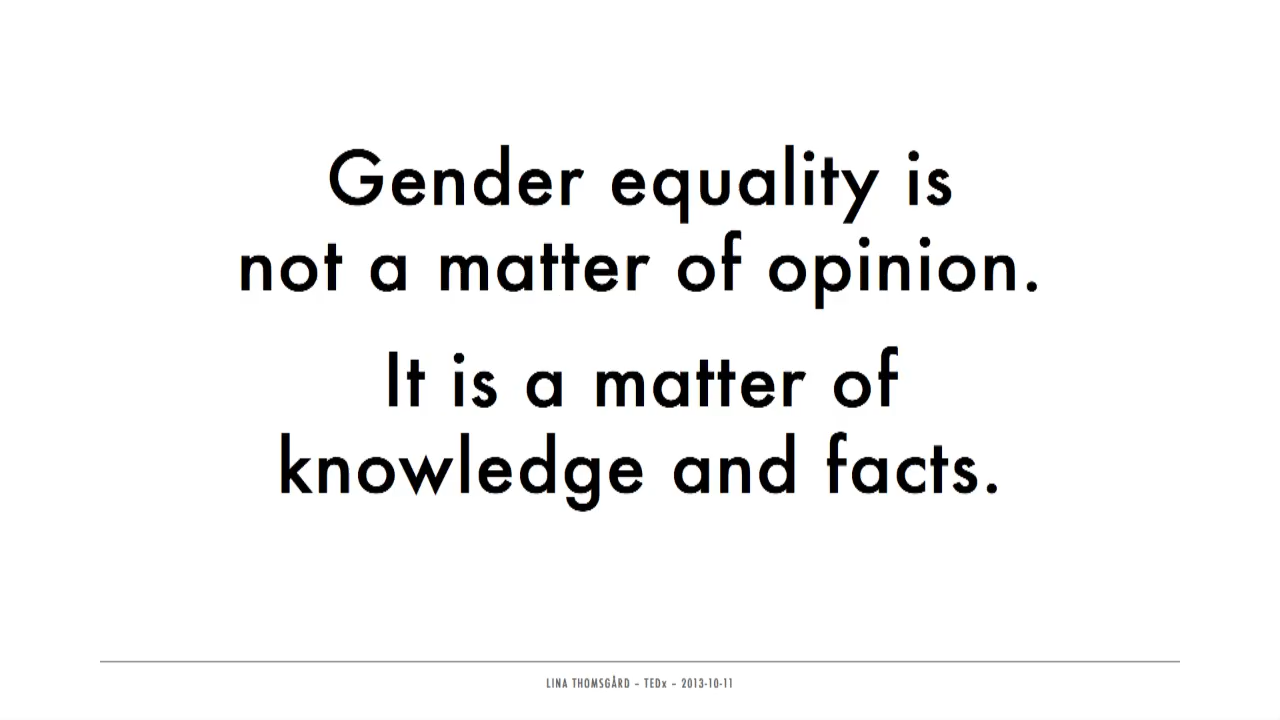 Gender equality is
not a matter of opinion.
It is a matter of
knowledge and facts.
LINA THOMSGÅRD – TEDx – 2013-10-11